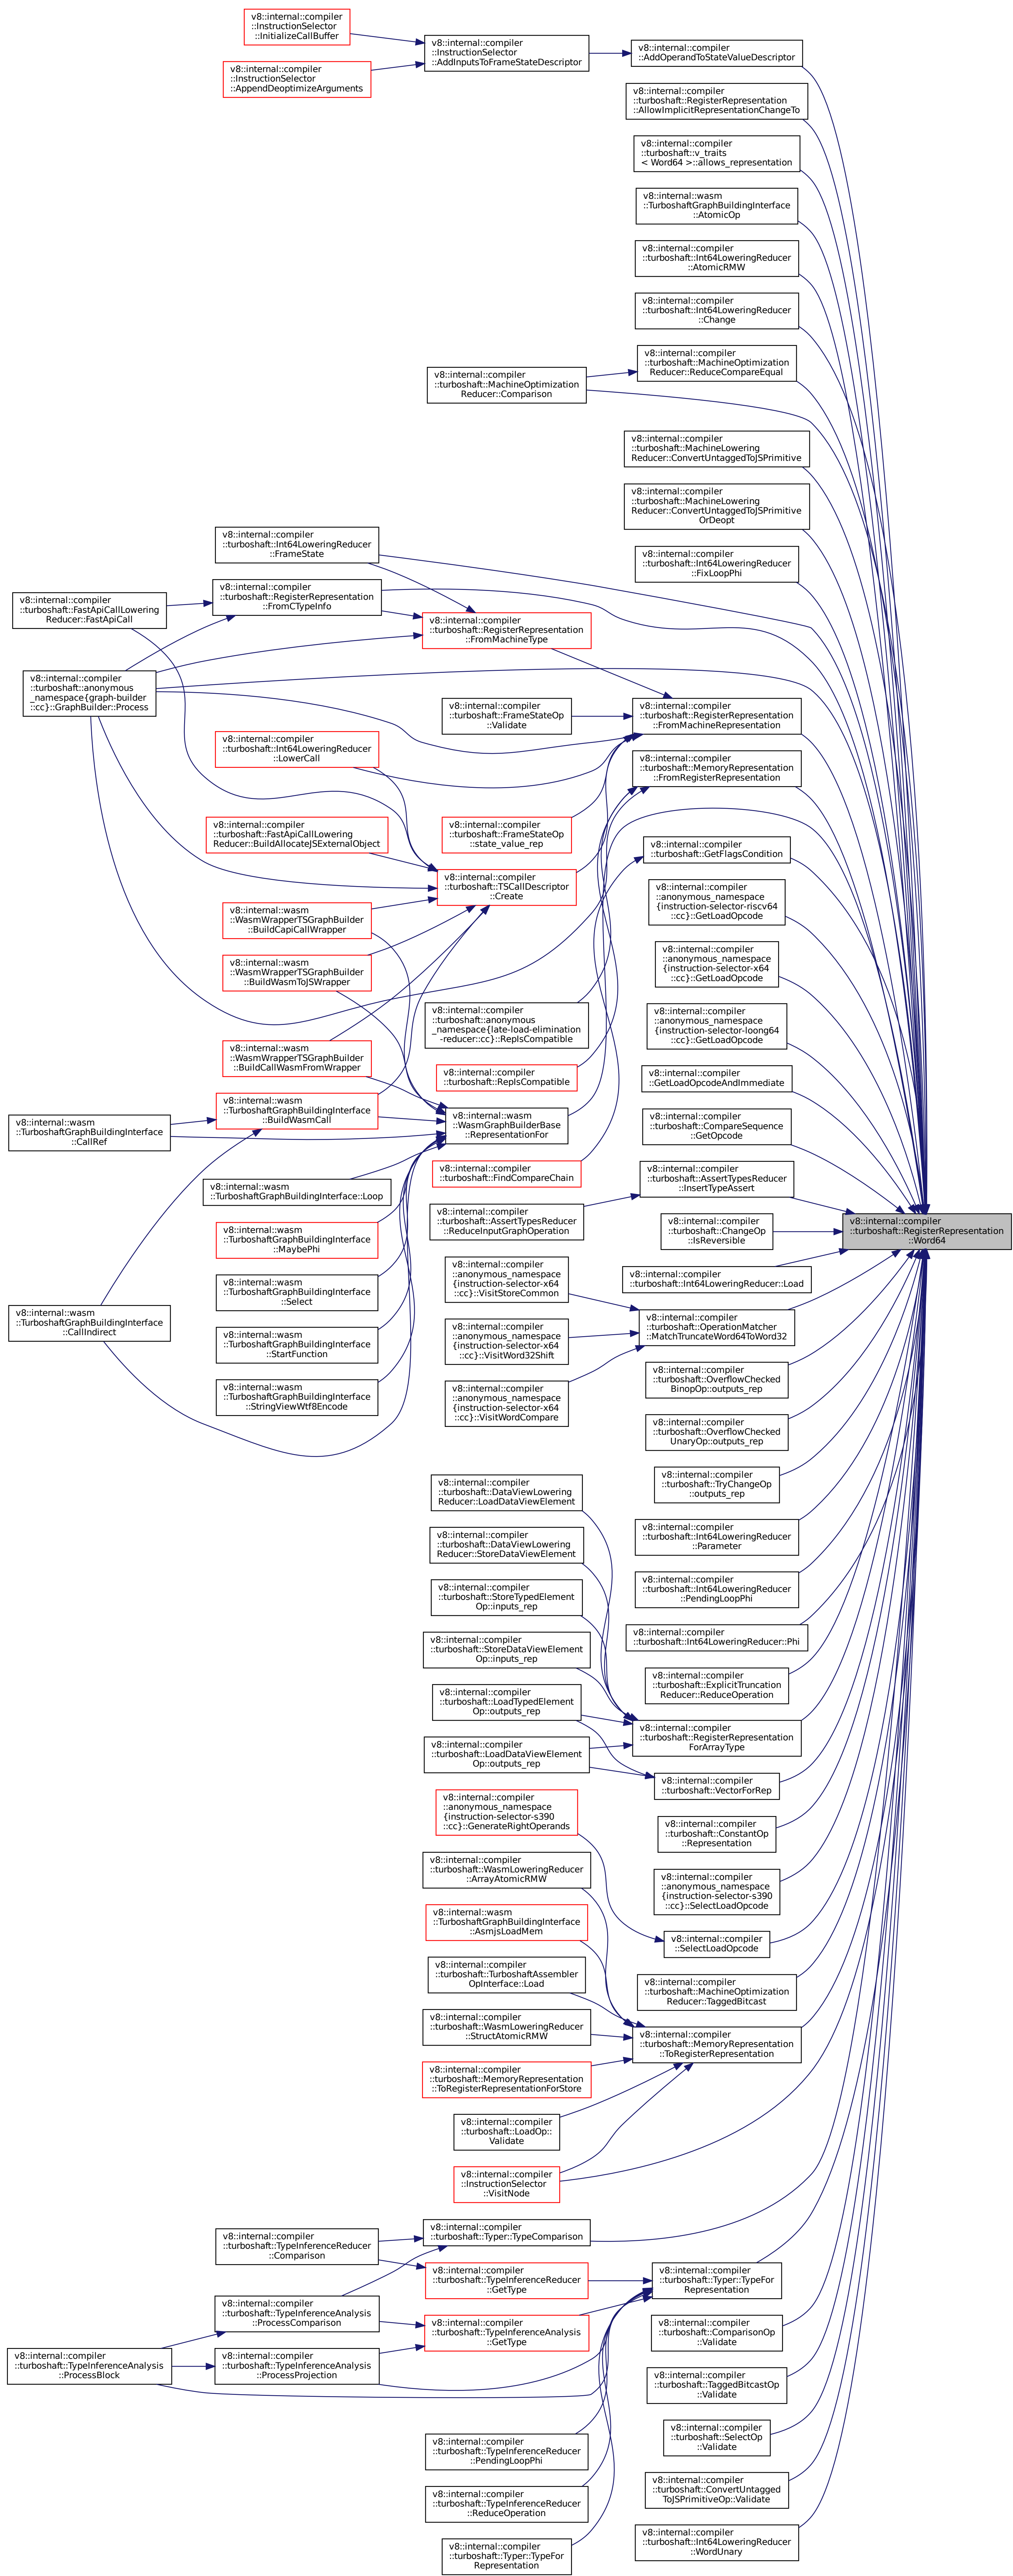 v8::internal::compiler
::InstructionSelector
::InitializeCallBuffer
v8::internal::compiler
::InstructionSelector
::AddInputsToFrameStateDescriptor
v8::internal::compiler
::AddOperandToStateValueDescriptor
v8::internal::compiler
::InstructionSelector
::AppendDeoptimizeArguments
v8::internal::compiler
::turboshaft::RegisterRepresentation
::AllowImplicitRepresentationChangeTo
v8::internal::compiler
::turboshaft::v_traits
< Word64 >::allows_representation
v8::internal::wasm
::TurboshaftGraphBuildingInterface
::AtomicOp
v8::internal::compiler
::turboshaft::Int64LoweringReducer
::AtomicRMW
v8::internal::compiler
::turboshaft::Int64LoweringReducer
::Change
v8::internal::compiler
::turboshaft::MachineOptimization
Reducer::ReduceCompareEqual
v8::internal::compiler
::turboshaft::MachineOptimization
Reducer::Comparison
v8::internal::compiler
::turboshaft::MachineLowering
Reducer::ConvertUntaggedToJSPrimitive
v8::internal::compiler
::turboshaft::MachineLowering
Reducer::ConvertUntaggedToJSPrimitive
OrDeopt
v8::internal::compiler
::turboshaft::Int64LoweringReducer
::FrameState
v8::internal::compiler
::turboshaft::Int64LoweringReducer
::FixLoopPhi
v8::internal::compiler
::turboshaft::RegisterRepresentation
::FromCTypeInfo
v8::internal::compiler
::turboshaft::FastApiCallLowering
Reducer::FastApiCall
v8::internal::compiler
::turboshaft::RegisterRepresentation
::FromMachineType
v8::internal::compiler
::turboshaft::anonymous
_namespace{graph-builder
::cc}::GraphBuilder::Process
v8::internal::compiler
::turboshaft::FrameStateOp
::Validate
v8::internal::compiler
::turboshaft::RegisterRepresentation
::FromMachineRepresentation
v8::internal::compiler
::turboshaft::Int64LoweringReducer
::LowerCall
v8::internal::compiler
::turboshaft::MemoryRepresentation
::FromRegisterRepresentation
v8::internal::compiler
::turboshaft::FastApiCallLowering
Reducer::BuildAllocateJSExternalObject
v8::internal::compiler
::turboshaft::FrameStateOp
::state_value_rep
v8::internal::compiler
::turboshaft::GetFlagsCondition
v8::internal::compiler
::turboshaft::TSCallDescriptor
::Create
v8::internal::compiler
::anonymous_namespace
{instruction-selector-riscv64
::cc}::GetLoadOpcode
v8::internal::wasm
::WasmWrapperTSGraphBuilder
::BuildCapiCallWrapper
v8::internal::compiler
::anonymous_namespace
{instruction-selector-x64
::cc}::GetLoadOpcode
v8::internal::wasm
::WasmWrapperTSGraphBuilder
::BuildWasmToJSWrapper
v8::internal::compiler
::turboshaft::anonymous
_namespace{late-load-elimination
-reducer::cc}::RepIsCompatible
v8::internal::compiler
::anonymous_namespace
{instruction-selector-loong64
::cc}::GetLoadOpcode
v8::internal::wasm
::WasmWrapperTSGraphBuilder
::BuildCallWasmFromWrapper
v8::internal::compiler
::turboshaft::RepIsCompatible
v8::internal::compiler
::GetLoadOpcodeAndImmediate
v8::internal::wasm
::TurboshaftGraphBuildingInterface
::CallRef
v8::internal::wasm
::TurboshaftGraphBuildingInterface
::BuildWasmCall
v8::internal::wasm
::WasmGraphBuilderBase
::RepresentationFor
v8::internal::compiler
::turboshaft::CompareSequence
::GetOpcode
v8::internal::wasm
::TurboshaftGraphBuildingInterface::Loop
v8::internal::compiler
::turboshaft::FindCompareChain
v8::internal::compiler
::turboshaft::AssertTypesReducer
::InsertTypeAssert
v8::internal::wasm
::TurboshaftGraphBuildingInterface
::MaybePhi
v8::internal::compiler
::turboshaft::AssertTypesReducer
::ReduceInputGraphOperation
v8::internal::compiler
::turboshaft::ChangeOp
::IsReversible
v8::internal::compiler
::turboshaft::RegisterRepresentation
::Word64
v8::internal::wasm
::TurboshaftGraphBuildingInterface
::Select
v8::internal::compiler
::anonymous_namespace
{instruction-selector-x64
::cc}::VisitStoreCommon
v8::internal::compiler
::turboshaft::Int64LoweringReducer::Load
v8::internal::wasm
::TurboshaftGraphBuildingInterface
::CallIndirect
v8::internal::wasm
::TurboshaftGraphBuildingInterface
::StartFunction
v8::internal::compiler
::anonymous_namespace
{instruction-selector-x64
::cc}::VisitWord32Shift
v8::internal::compiler
::turboshaft::OperationMatcher
::MatchTruncateWord64ToWord32
v8::internal::wasm
::TurboshaftGraphBuildingInterface
::StringViewWtf8Encode
v8::internal::compiler
::anonymous_namespace
{instruction-selector-x64
::cc}::VisitWordCompare
v8::internal::compiler
::turboshaft::OverflowChecked
BinopOp::outputs_rep
v8::internal::compiler
::turboshaft::OverflowChecked
UnaryOp::outputs_rep
v8::internal::compiler
::turboshaft::DataViewLowering
Reducer::LoadDataViewElement
v8::internal::compiler
::turboshaft::TryChangeOp
::outputs_rep
v8::internal::compiler
::turboshaft::DataViewLowering
Reducer::StoreDataViewElement
v8::internal::compiler
::turboshaft::Int64LoweringReducer
::Parameter
v8::internal::compiler
::turboshaft::StoreTypedElement
Op::inputs_rep
v8::internal::compiler
::turboshaft::Int64LoweringReducer
::PendingLoopPhi
v8::internal::compiler
::turboshaft::StoreDataViewElement
Op::inputs_rep
v8::internal::compiler
::turboshaft::Int64LoweringReducer::Phi
v8::internal::compiler
::turboshaft::LoadTypedElement
Op::outputs_rep
v8::internal::compiler
::turboshaft::ExplicitTruncation
Reducer::ReduceOperation
v8::internal::compiler
::turboshaft::LoadDataViewElement
Op::outputs_rep
v8::internal::compiler
::turboshaft::RegisterRepresentation
ForArrayType
v8::internal::compiler
::turboshaft::VectorForRep
v8::internal::compiler
::anonymous_namespace
{instruction-selector-s390
::cc}::GenerateRightOperands
v8::internal::compiler
::turboshaft::ConstantOp
::Representation
v8::internal::compiler
::turboshaft::WasmLoweringReducer
::ArrayAtomicRMW
v8::internal::compiler
::anonymous_namespace
{instruction-selector-s390
::cc}::SelectLoadOpcode
v8::internal::wasm
::TurboshaftGraphBuildingInterface
::AsmjsLoadMem
v8::internal::compiler
::SelectLoadOpcode
v8::internal::compiler
::turboshaft::TurboshaftAssembler
OpInterface::Load
v8::internal::compiler
::turboshaft::MachineOptimization
Reducer::TaggedBitcast
v8::internal::compiler
::turboshaft::WasmLoweringReducer
::StructAtomicRMW
v8::internal::compiler
::turboshaft::MemoryRepresentation
::ToRegisterRepresentation
v8::internal::compiler
::turboshaft::MemoryRepresentation
::ToRegisterRepresentationForStore
v8::internal::compiler
::turboshaft::LoadOp::
Validate
v8::internal::compiler
::InstructionSelector
::VisitNode
v8::internal::compiler
::turboshaft::TypeInferenceReducer
::Comparison
v8::internal::compiler
::turboshaft::Typer::TypeComparison
v8::internal::compiler
::turboshaft::TypeInferenceReducer
::GetType
v8::internal::compiler
::turboshaft::Typer::TypeFor
Representation
v8::internal::compiler
::turboshaft::TypeInferenceAnalysis
::ProcessComparison
v8::internal::compiler
::turboshaft::TypeInferenceAnalysis
::GetType
v8::internal::compiler
::turboshaft::ComparisonOp
::Validate
v8::internal::compiler
::turboshaft::TypeInferenceAnalysis
::ProcessBlock
v8::internal::compiler
::turboshaft::TypeInferenceAnalysis
::ProcessProjection
v8::internal::compiler
::turboshaft::TaggedBitcastOp
::Validate
v8::internal::compiler
::turboshaft::TypeInferenceReducer
::PendingLoopPhi
v8::internal::compiler
::turboshaft::SelectOp
::Validate
v8::internal::compiler
::turboshaft::TypeInferenceReducer
::ReduceOperation
v8::internal::compiler
::turboshaft::ConvertUntagged
ToJSPrimitiveOp::Validate
v8::internal::compiler
::turboshaft::Typer::TypeFor
Representation
v8::internal::compiler
::turboshaft::Int64LoweringReducer
::WordUnary